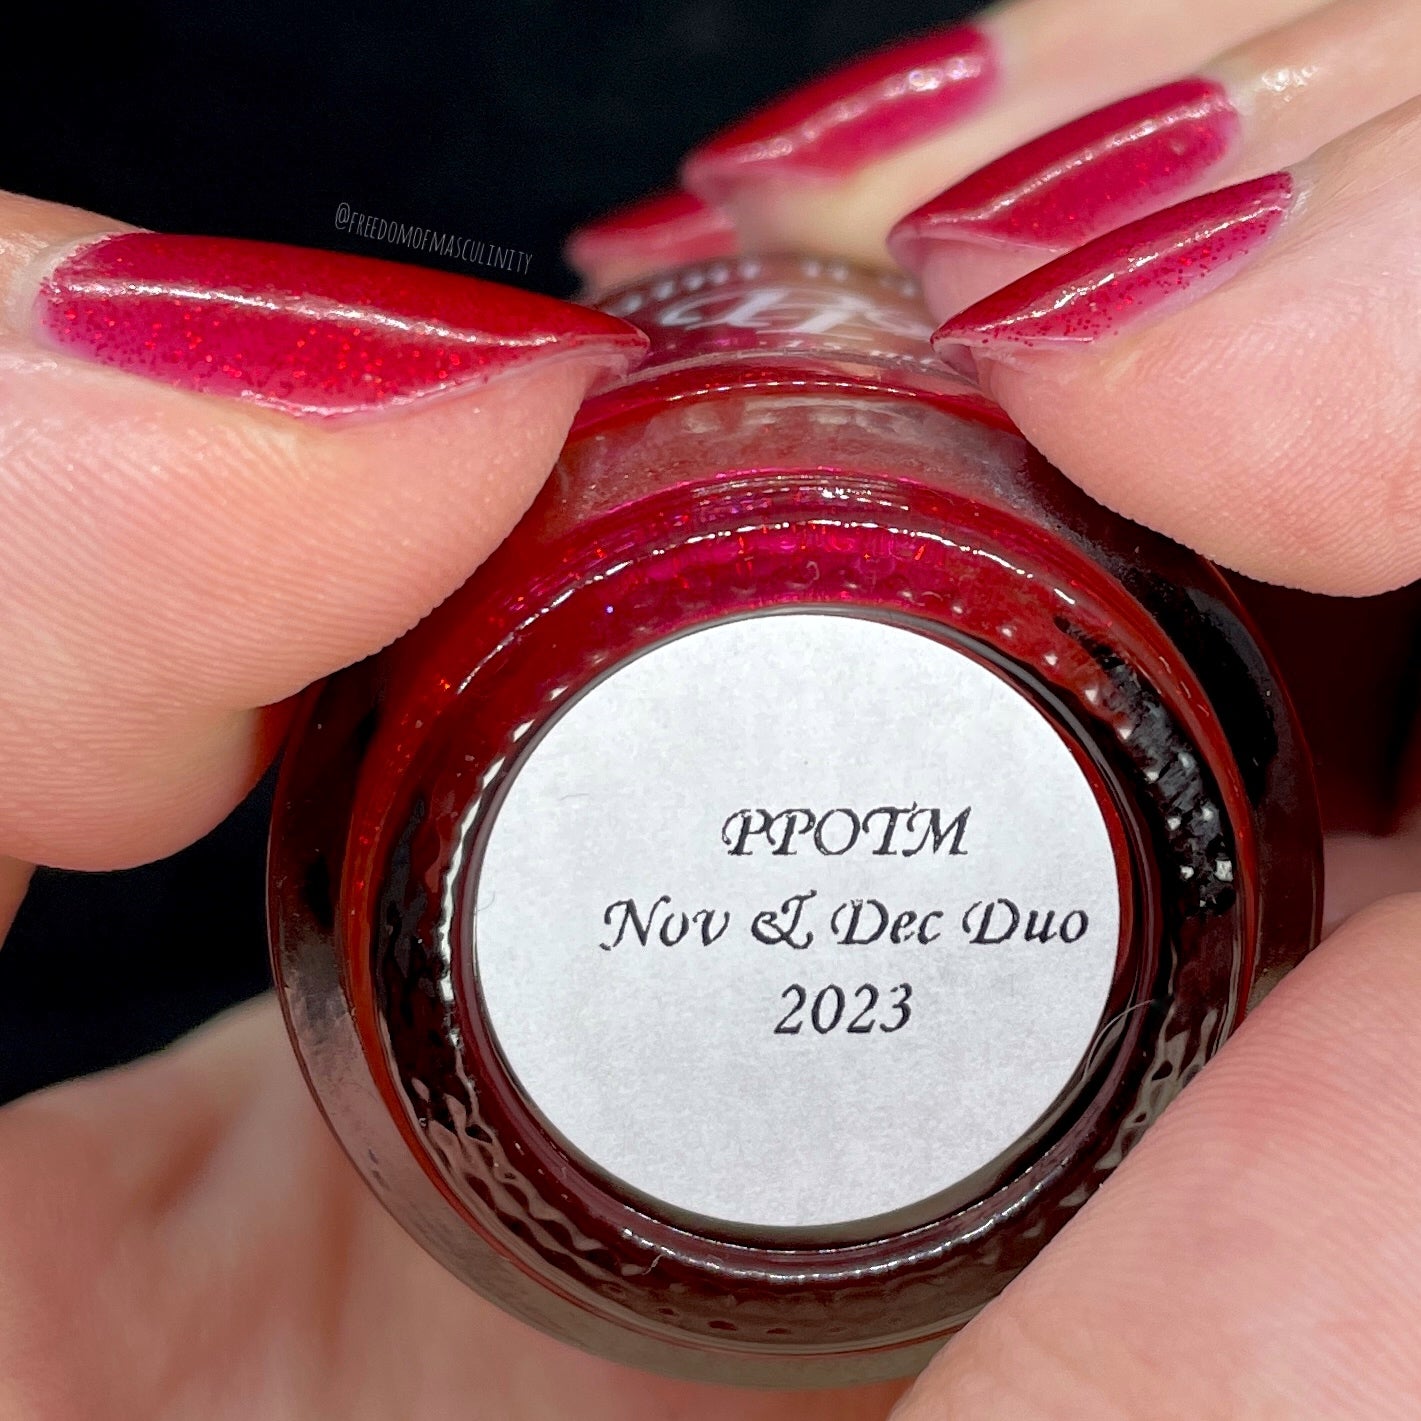 @FREEDOMOFMASCULINITY
PPOTM
Nov & Dec Duo
2023